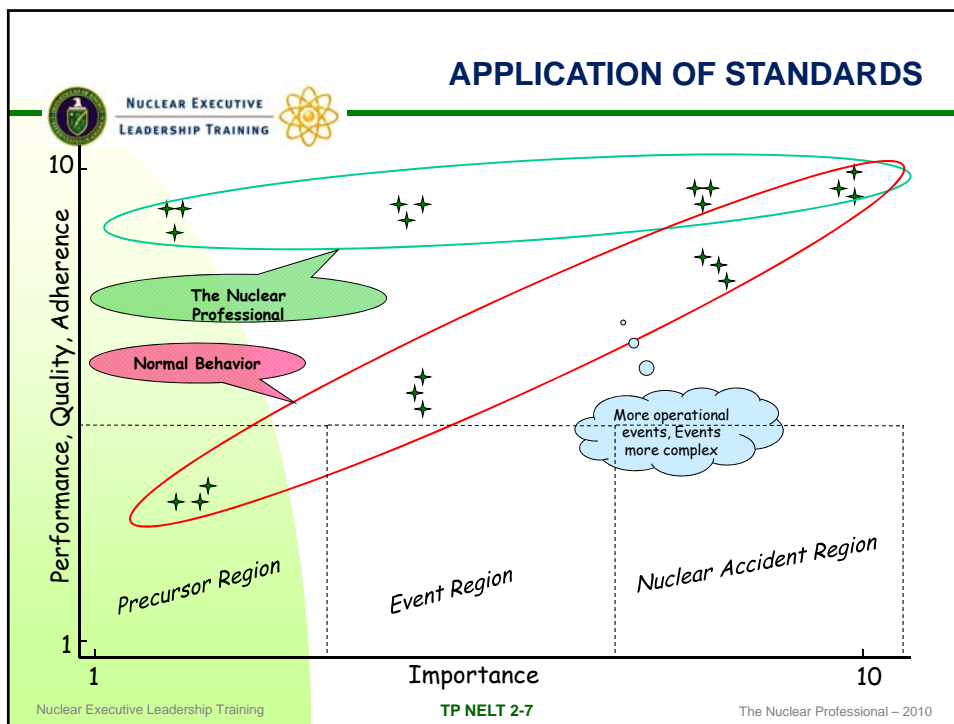 APPLICATION OF STANDARDS
NUCLEAR EXECUTIVE
LEADERSHIP TRAINING
10
Performance, Quality, Adherence
The Nuclear
Professional
Normal Behavior
More operational
events, Events
more complex
Precursor Region
Event Region
Nuclear Accident Region
1
1
Importance
10
Nuclear Executive Leadership Training
TP NELT 2-7
The Nuclear Professional – 2010